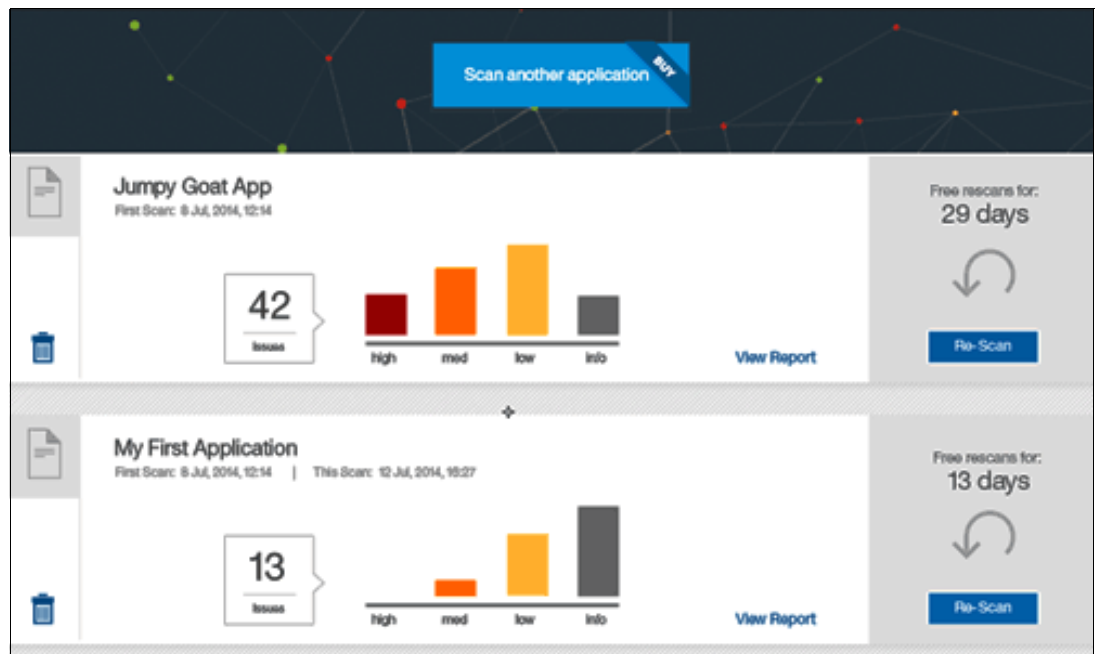 Scan another application
BUY
Jumpy Goat App
First Scan: 8 Jul, 2014, 12:14
42
Issues
high med low info
View Report
Free rescans for:
29 days
Re-Scan
My First Application
First Scan: 8 Jul, 2014, 12:14 | This Scan: 12 Jul, 2014, 16:27
13
Issues
high med low info
View Report
Free rescans for:
13 days
Re-Scan